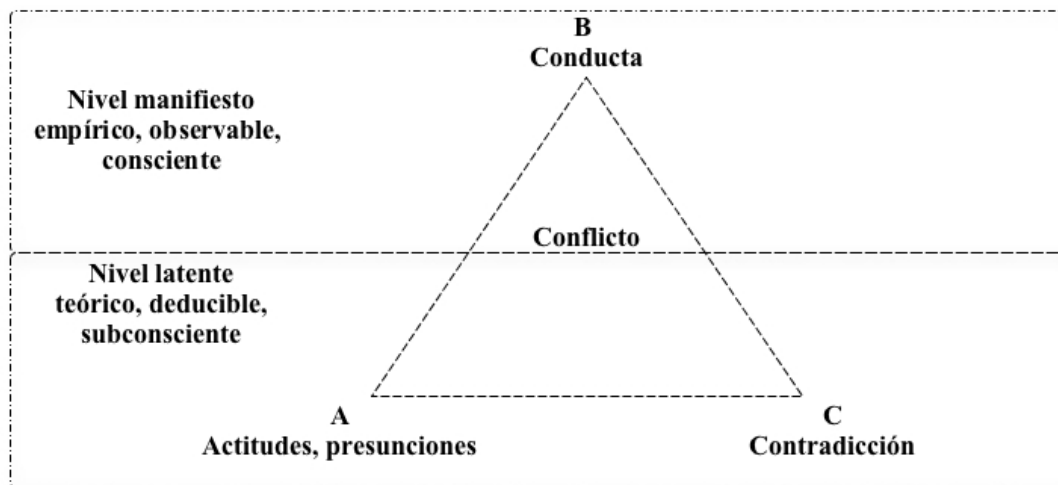 B
Conducta
Nivel manifiesto
empírico, observable,
consciente
Conflicto
Nivel latente
teórico, deducible,
subconsciente
A
Actitudes, presunciones
C
Contradicción